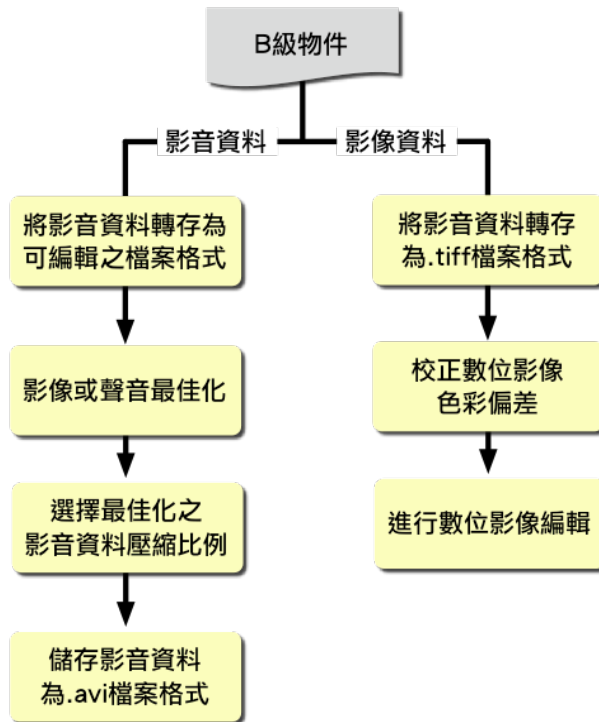 B級物件
影音資料
影像資料
將影音資料轉存為
可編輯之檔案格式
影像或聲音最佳化
選擇最佳化之
影音資料壓縮比例
儲存影音資料
為.avi檔案格式
將影音資料轉存
為.tiff檔案格式
校正數位影像
色彩偏差
進行數位影像編輯